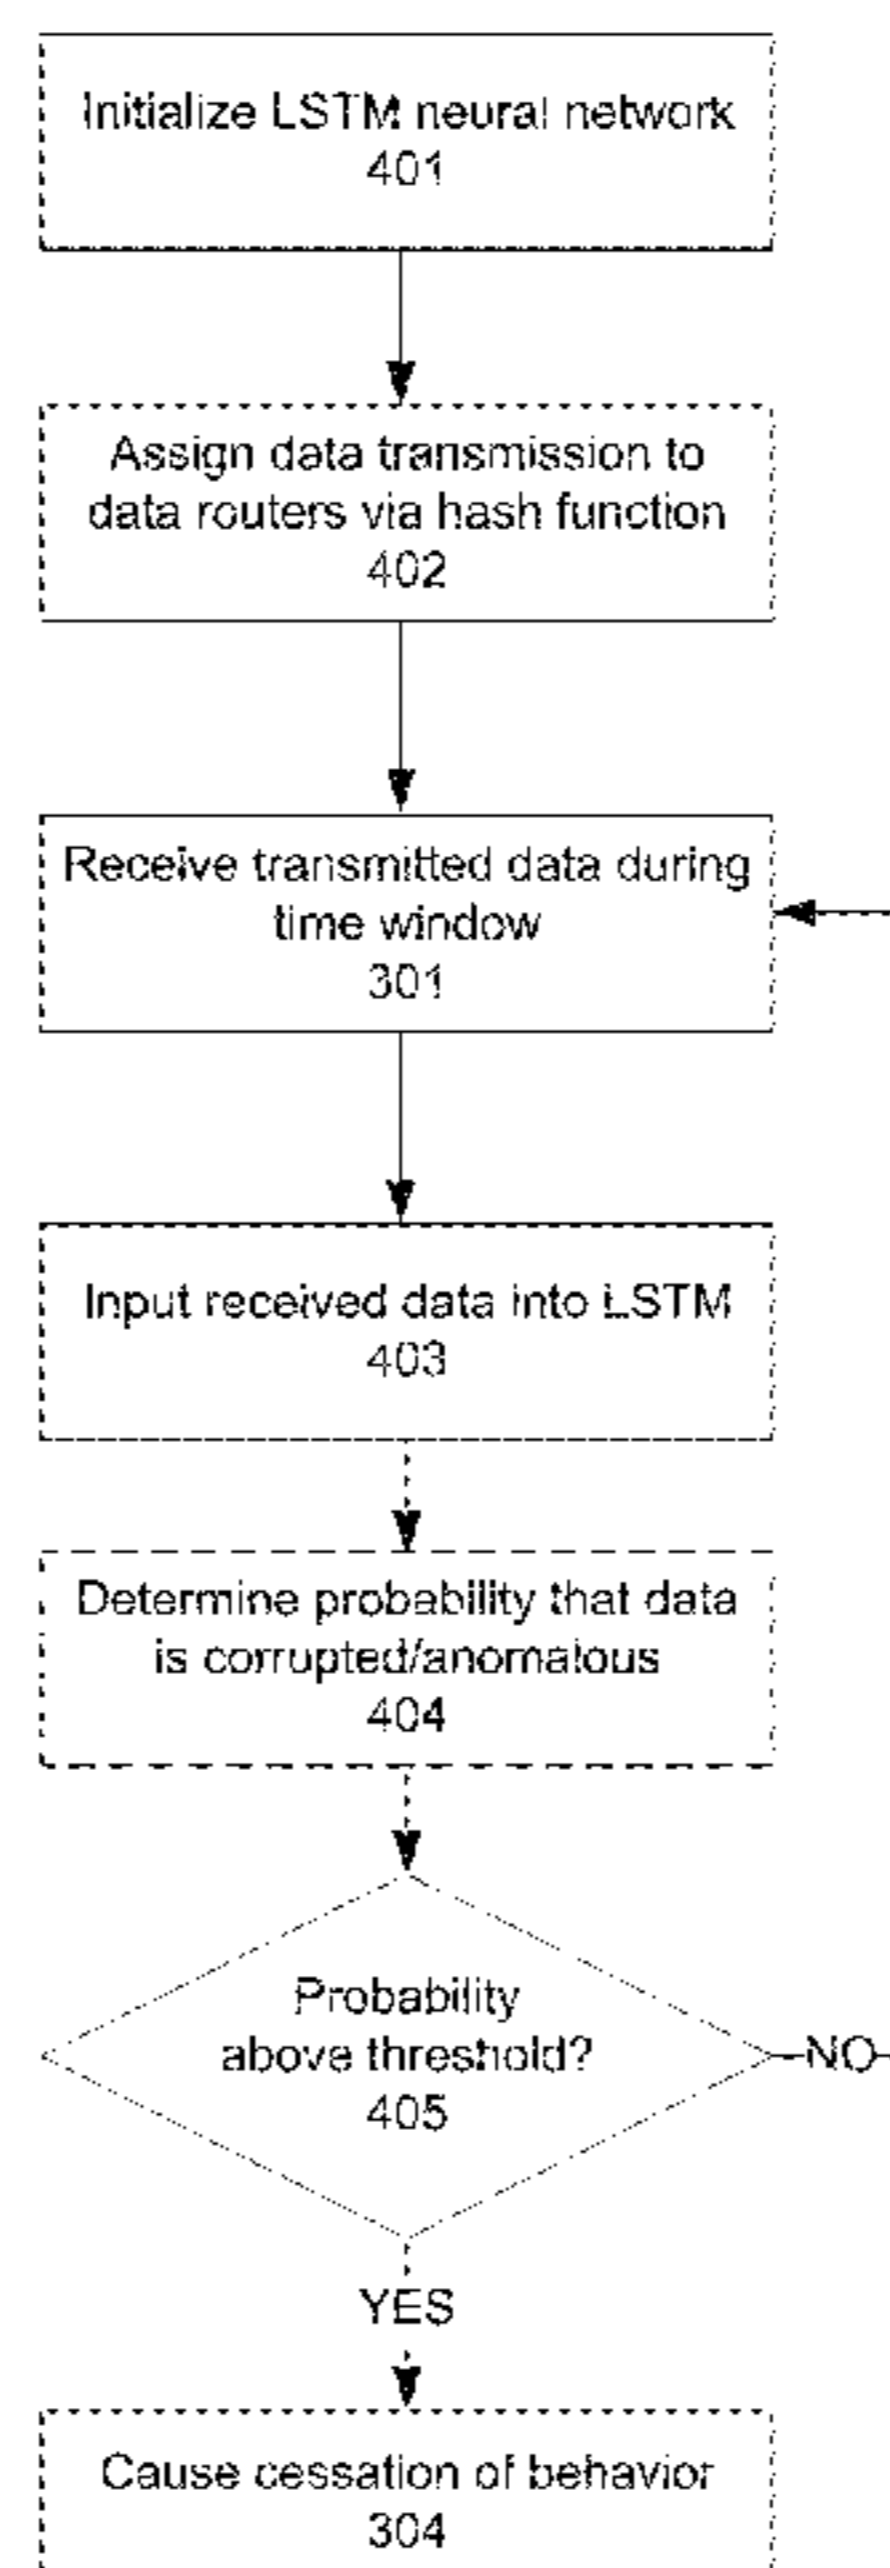 Initialize LSTM neural network
401
Assign data transmission to
data routers via hash function
402
Receive transmitted data during
time window
301
Input received data into LSTM
403
Determine probability that data
is corrupted/anomalous
404
Probability
above threshold?
405
NO
YES
Cause cessation of behavior
304